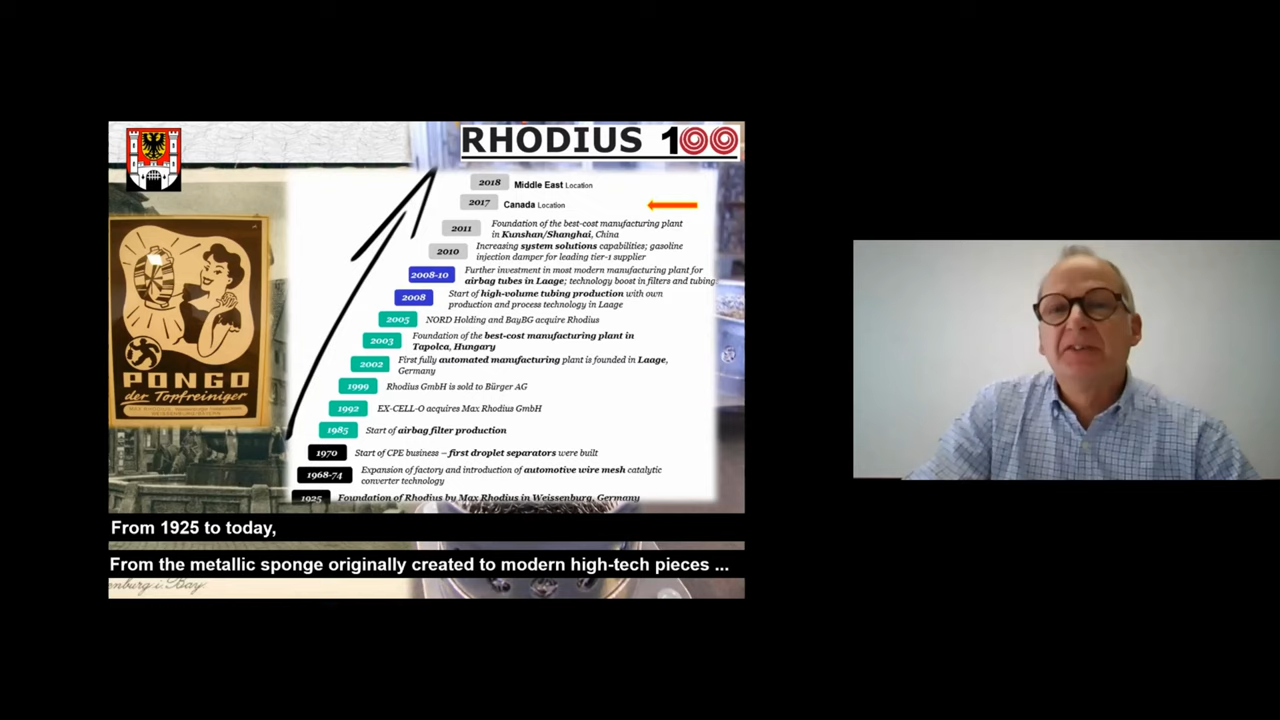 RHODIUS 100
2018 Middle East Location
2017 Canada Location
2011 Foundation of the best-cost manufacturing plant
in Kunshan/Shanghai, China
2010 Increasing system solutions capabilities; gasoline
injection damper for leading tier-1 supplier
2008-10 Further investment in most modern manufacturing plant for
airbag tubes in Laage; technology boost in filters and tubing
2008 Start of high-volume tubing production with own
production and process technology in Laage
2005 NORD Holding and BayBG acquire Rhodius
2003 Foundation of the best-cost manufacturing plant in
Tapolca, Hungary
2002 First fully automated manufacturing plant is founded in Laage,
Germany
1999 Rhodius GmbH is sold to Bürger AG
1992 EX-CELL-O acquires Max Rhodius GmbH
1985 Start of airbag filter production
1970 Start of CPE business – first droplet separators were built
1968-74 Expansion of factory and introduction of automotive wire mesh catalytic
converter technology
1925 Foundation of Rhodius by Max Rhodius in Weissenburg, Germany
PONGO
der Topfreiniger
From 1925 to today,
From the metallic sponge originally created to modern high-tech pieces ...
enburg i. Bay.